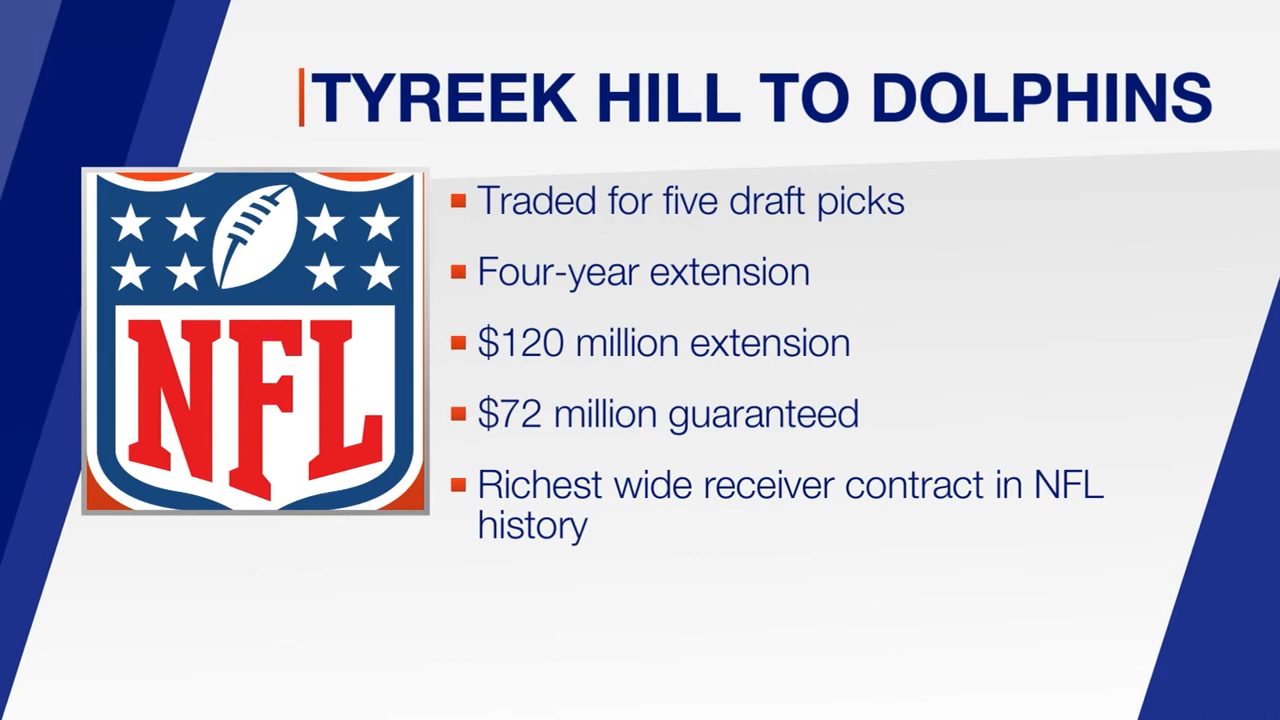 TYREEK HILL TO DOLPHINS
NFL
Traded for five draft picks
Four-year extension
$120 million extension
$72 million guaranteed
Richest wide receiver contract in NFL
history